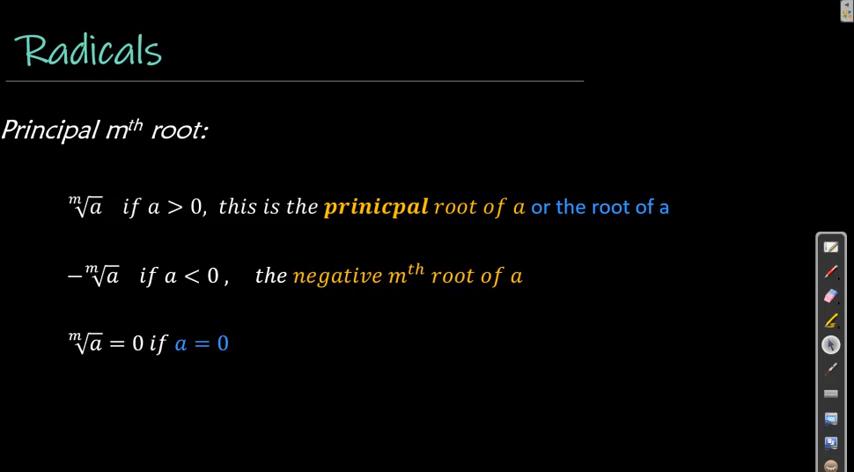 Radicals
Principal mᵗʰ root:
ᵐ√a if a > 0, this is the prinicpal root of a or the root of a
−ᵐ√a if a < 0 , the negative mᵗʰ root of a
ᵐ√a = 0 if a = 0